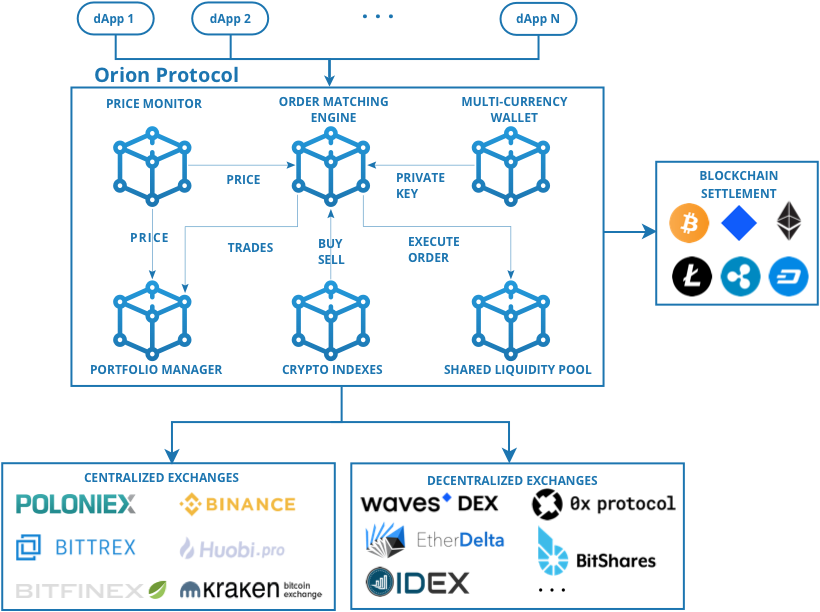 dApp 1
dApp 2
. . .
dApp N
Orion Protocol
PRICE MONITOR
ORDER MATCHING
ENGINE
MULTI-CURRENCY
WALLET
PRICE
PRIVATE
KEY
PRICE
TRADES
BUY
SELL
EXECUTE
ORDER
PORTFOLIO MANAGER
CRYPTO INDEXES
SHARED LIQUIDITY POOL
BLOCKCHAIN
SETTLEMENT
CENTRALIZED EXCHANGES
POLONIEX
BINANCE
BITTREX
Huobi.pro
BITFINEX
kraken bitcoin
exchange
DECENTRALIZED EXCHANGES
waves DEX
0x protocol
EtherDelta
BitShares
IDEX
. . .